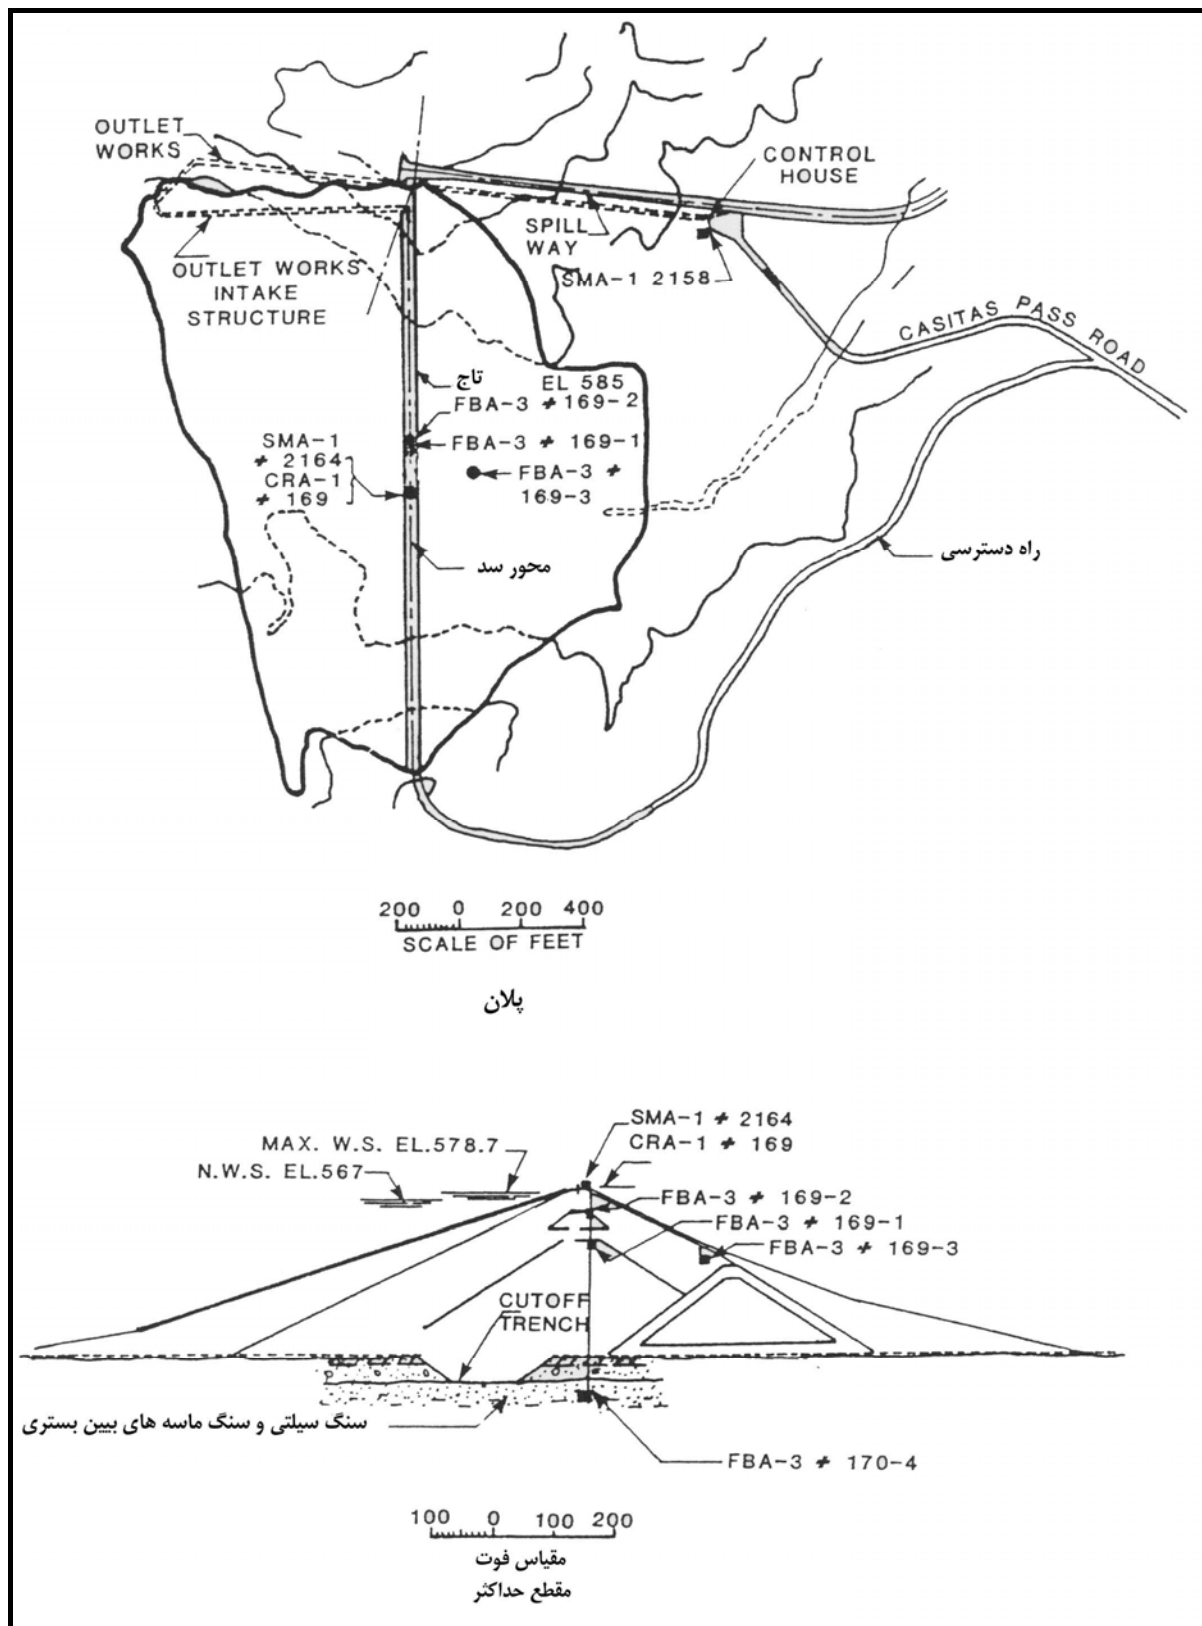 OUTLET
WORKS
CONTROL
HOUSE
SPILL
WAY
SMA-1 2158
OUTLET WORKS
INTAKE
STRUCTURE
CASITAS PASS ROAD
تاج
EL 585
FBA-3 # 169-2
SMA-1
# 2164
CRA-1
# 169
FBA-3 # 169-1
FBA-3 #
169-3
راه دسترسی
محور سد
200 0 200 400
SCALE OF FEET
پلان
SMA-1 # 2164
CRA-1 # 169
MAX. W.S. EL.578.7
N.W.S. EL.567
FBA-3 # 169-2
FBA-3 # 169-1
FBA-3 # 169-3
CUTOFF
TRENCH
سنگ سیلتی و سنگ ماسه های بیین بستری
FBA-3 # 170-4
100 0 100 200
مقیاس فوت
مقطع حداکثر